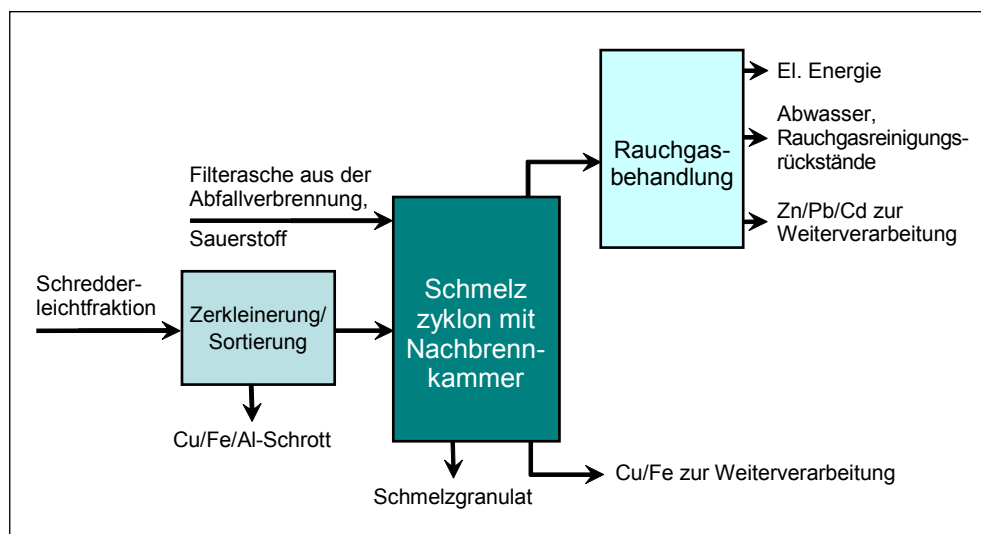 El. Energie
Abwasser,
Rauchgasreinigungs-
rückstände
Zn/Pb/Cd zur
Weiterverarbeitung
Rauchgas-
behandlung
Filterasche aus der
Abfallverbrennung,
Sauerstoff
Schredder-
leichtfraktion
Zerkleinerung/
Sortierung
Schmelz
zyklon mit
Nachbrenn-
kammer
Cu/Fe/Al-Schrott
Schmelzgranulat
Cu/Fe zur Weiterverarbeitung